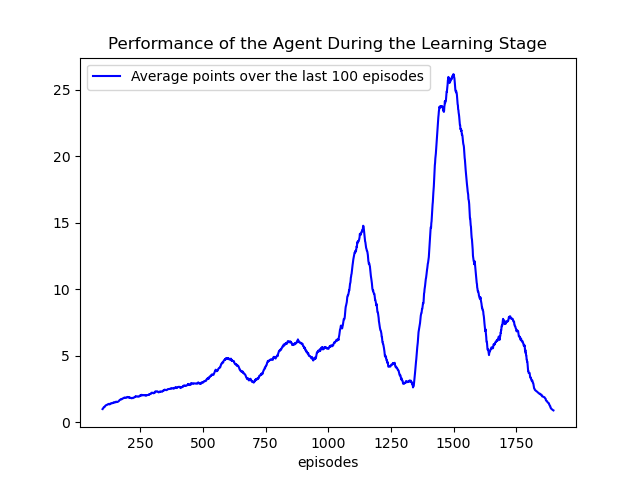 Performance of the Agent During the Learning Stage
Average points over the last 100 episodes
25
20
15
10
5
0
250 500 750 1000 1250 1500 1750
episodes